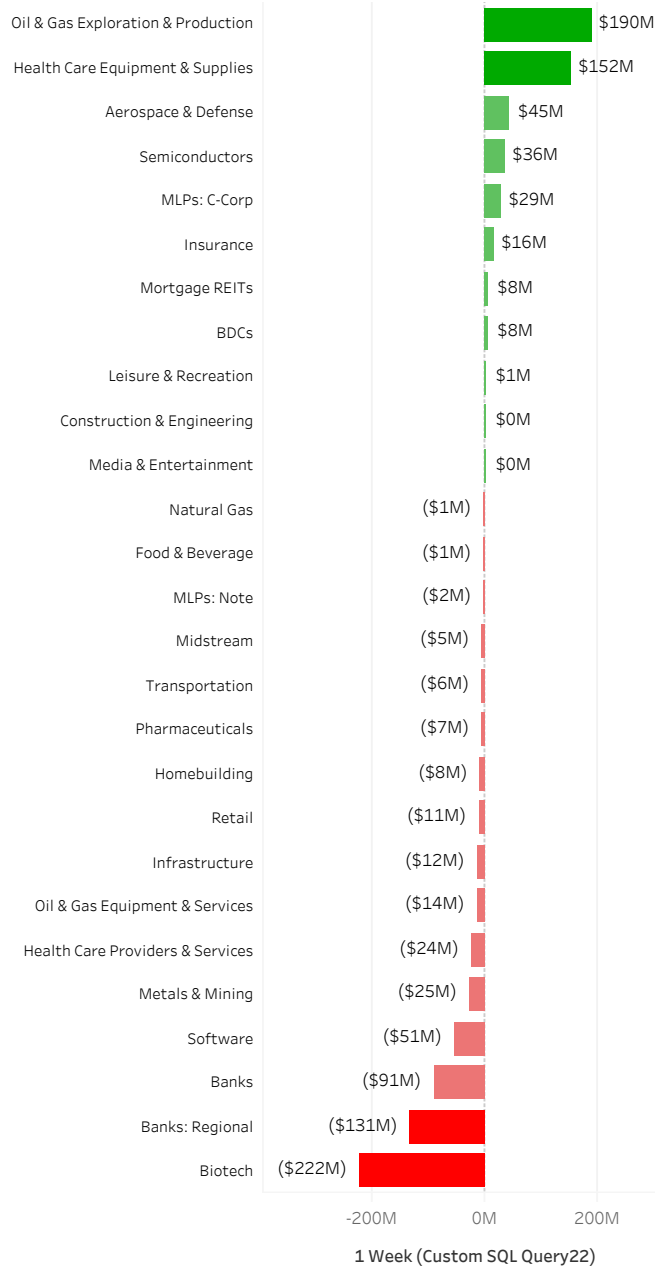 Oil & Gas Exploration & Production $190M
Health Care Equipment & Supplies $152M
Aerospace & Defense $45M
Semiconductors $36M
MLPs: C-Corp $29M
Insurance $16M
Mortgage REITs $8M
BDCs $8M
Leisure & Recreation $1M
Construction & Engineering $0M
Media & Entertainment $0M
Natural Gas ($1M)
Food & Beverage ($1M)
MLPs: Note ($2M)
Midstream ($5M)
Transportation ($6M)
Pharmaceuticals ($7M)
Homebuilding ($8M)
Retail ($11M)
Infrastructure ($12M)
Oil & Gas Equipment & Services ($14M)
Health Care Providers & Services ($24M)
Metals & Mining ($25M)
Software ($51M)
Banks ($91M)
Banks: Regional ($131M)
Biotech ($222M)
-200M 0M 200M
1 Week (Custom SQL Query22)